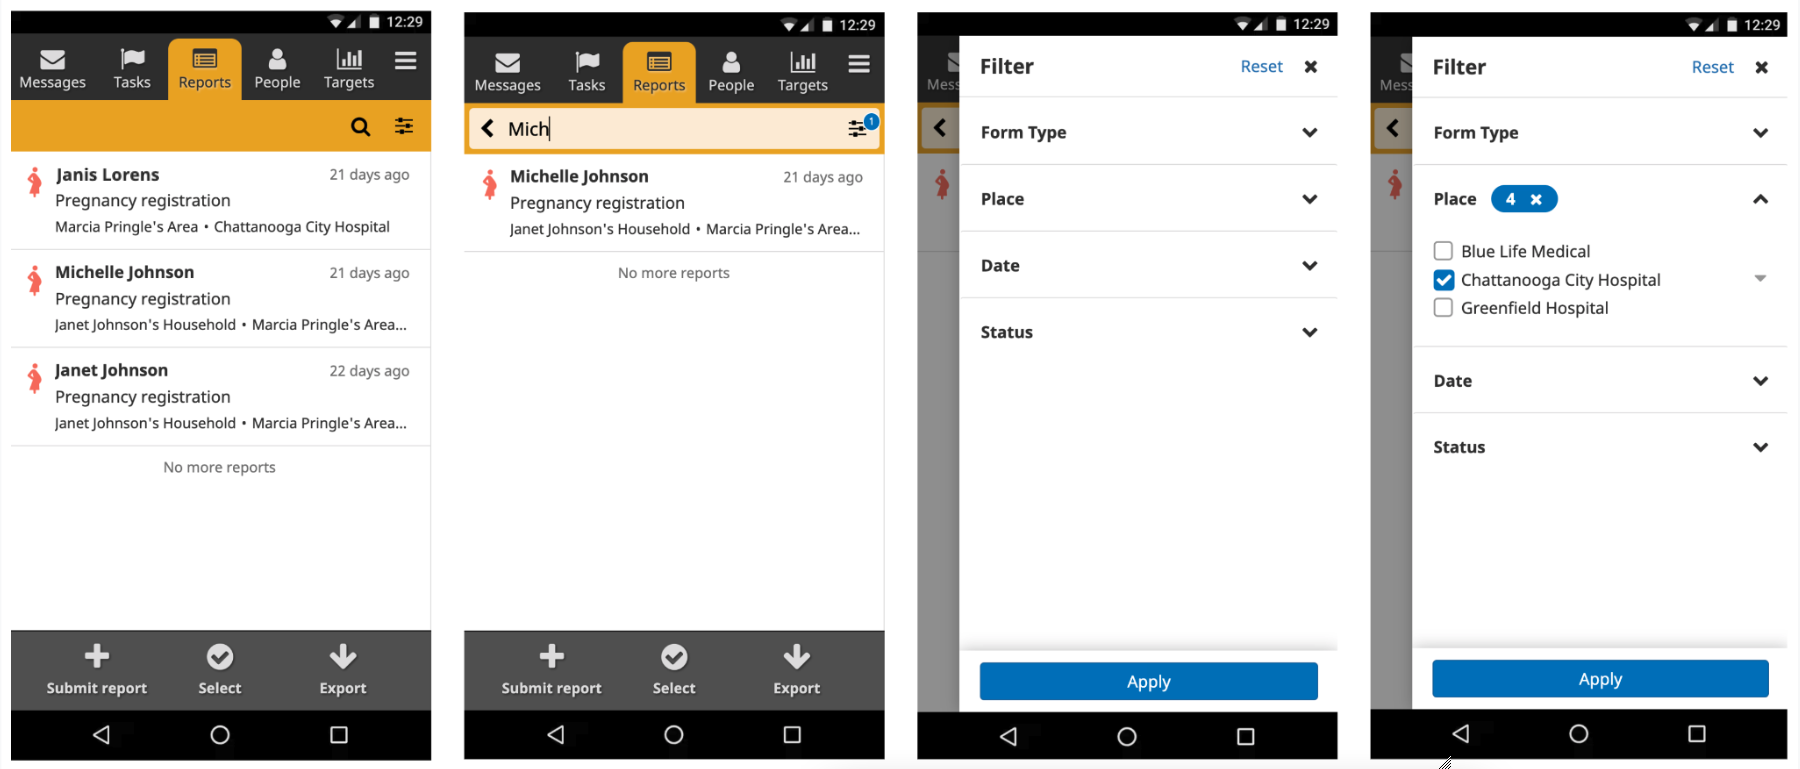 12:29
Messages Tasks Reports People Targets
Janis Lorens 21 days ago
Pregnancy registration
Marcia Pringle's Area • Chattanooga City Hospital
Michelle Johnson 21 days ago
Pregnancy registration
Janet Johnson's Household • Marcia Pringle's Area...
Janet Johnson 22 days ago
Pregnancy registration
Janet Johnson's Household • Marcia Pringle's Area...
No more reports
Submit report Select Export
12:29
Messages Tasks Reports People Targets
Mich 1
Michelle Johnson 21 days ago
Pregnancy registration
Janet Johnson's Household • Marcia Pringle's Area...
No more reports
Submit report Select Export
12:29
Mess
Filter Reset
Form Type
Place
Date
Status
Apply
12:29
Mes
Filter Reset
Form Type
Place 4
Blue Life Medical
Chattanooga City Hospital
Greenfield Hospital
Date
Status
Apply